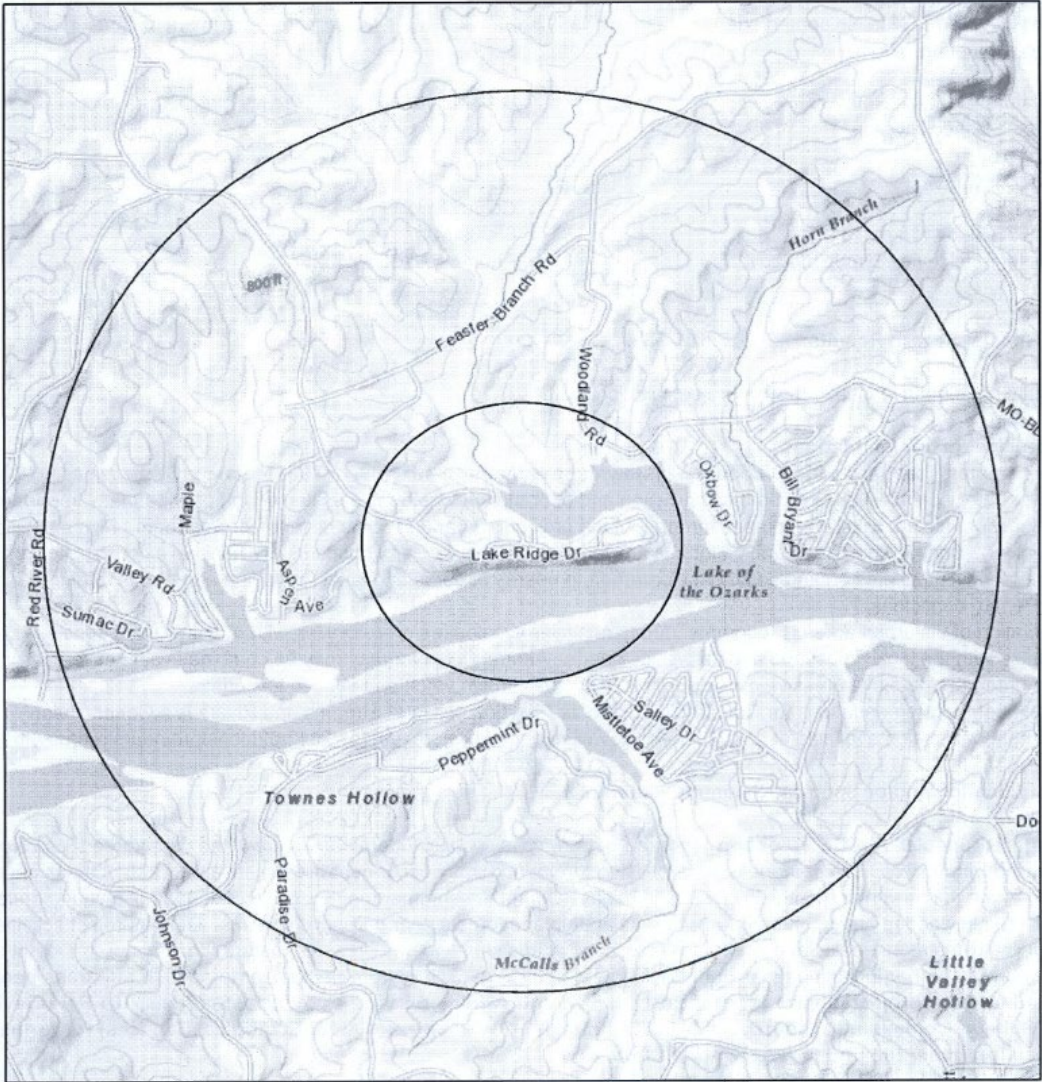 Horn Branch
800 ft
Feaster Branch Rd
Woodland
Rd
MO-B
Maple
Oxbow Dr
Bill Bryant
Dr
Lake Ridge Dr
Red River Rd
Valley Rd
Aspen
Ave
Lake of
the Ozarks
Sumac Dr
Salley Dr
Mistletoe Ave
Peppermint Dr
Townes Hollow
Do
Paradise Dr
Johnson Dr
McCalls Branch
Little
Valley
Hollow